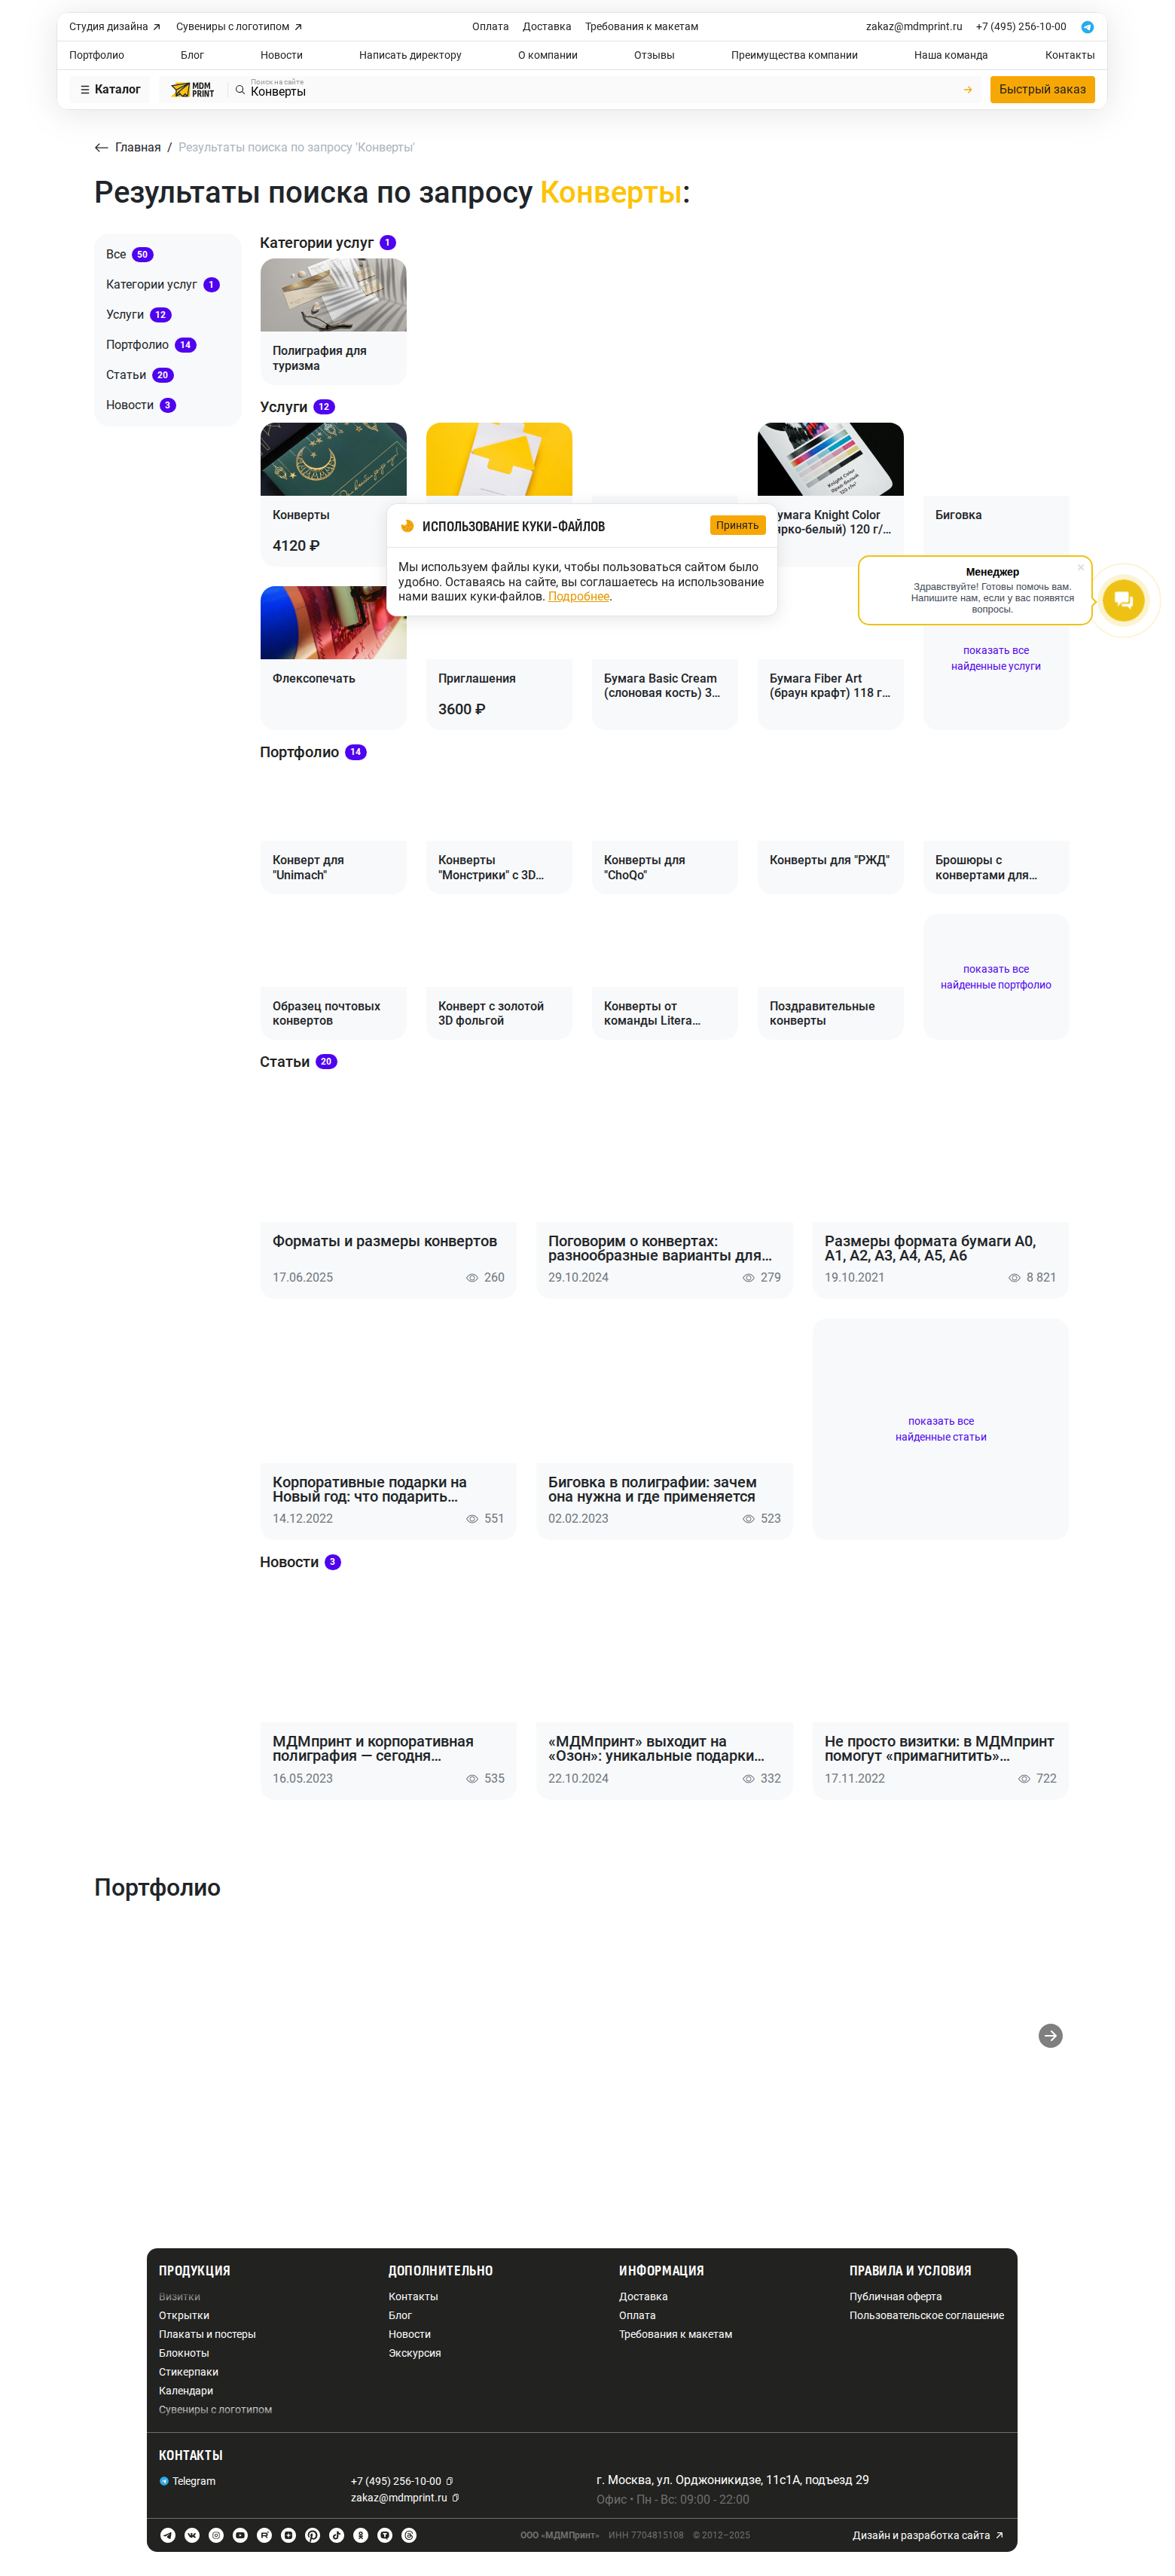 Студия дизайна
Сувениры с логотипом
Оплата
Доставка
Требования к макетам
zakaz@mdmprint.ru
+7 (495) 256-10-00
Портфолио
Блог
Новости
Написать директору
О компании
Отзывы
Преимущества компании
Наша команда
Контакты
Каталог
MDM
PRINT
Поиск на сайте
Конверты
Быстрый заказ
Главная / Результаты поиска по запросу 'Конверты'
Результаты поиска по запросу Конверты:
Все 50
Категории услуг 1
Услуги 12
Портфолио 14
Статьи 20
Новости 3
Категории услуг 1
Полиграфия для
туризма
Услуги 12
Конверты
4120 ₽
Knight Color
Ярко-белый
120 г/м²
умага Knight Color
ярко-белый) 120 г/...
Биговка
ИСПОЛЬЗОВАНИЕ КУКИ-ФАЙЛОВ
Принять
Мы используем файлы куки, чтобы пользоваться сайтом было
удобно. Оставаясь на сайте, вы соглашаетесь на использование
нами ваших куки-файлов. Подробнее.
Менеджер
Здравствуйте! Готовы помочь вам.
Напишите нам, если у вас появятся
вопросы.
Флексопечать
Приглашения
3600 ₽
Бумага Basic Cream
(слоновая кость) 3...
Бумага Fiber Art
(браун крафт) 118 г...
показать все
найденные услуги
Портфолио 14
Конверт для
"Unimach"
Конверты
"Монстрики" с 3D...
Конверты для
"ChoQo"
Конверты для "РЖД"
Брошюры с
конвертами для...
Образец почтовых
конвертов
Конверт с золотой
3D фольгой
Конверты от
команды Litera...
Поздравительные
конверты
показать все
найденные портфолио
Статьи 20
Форматы и размеры конвертов
17.06.2025
260
Поговорим о конвертах:
разнообразные варианты для...
29.10.2024
279
Размеры формата бумаги А0,
А1, А2, А3, А4, А5, А6
19.10.2021
8 821
Корпоративные подарки на
Новый год: что подарить...
14.12.2022
551
Биговка в полиграфии: зачем
она нужна и где применяется
02.02.2023
523
показать все
найденные статьи
Новости 3
МДМпринт и корпоративная
полиграфия — сегодня...
16.05.2023
535
«МДМпринт» выходит на
«Озон»: уникальные подарки...
22.10.2024
332
Не просто визитки: в МДМпринт
помогут «примагнитить»...
17.11.2022
722
Портфолио
ПРОДУКЦИЯ
Визитки
Открытки
Плакаты и постеры
Блокноты
Стикерпаки
Календари
Сувениры с логотипом
ДОПОЛНИТЕЛЬНО
Контакты
Блог
Новости
Экскурсия
ИНФОРМАЦИЯ
Доставка
Оплата
Требования к макетам
ПРАВИЛА И УСЛОВИЯ
Публичная оферта
Пользовательское соглашение
КОНТАКТЫ
Telegram
+7 (495) 256-10-00
zakaz@mdmprint.ru
г. Москва, ул. Орджоникидзе, 11с1А, подъезд 29
Офис • Пн - Вс: 09:00 - 22:00
ООО «МДМПринт» ИНН 7704815108 © 2012–2025
Дизайн и разработка сайта